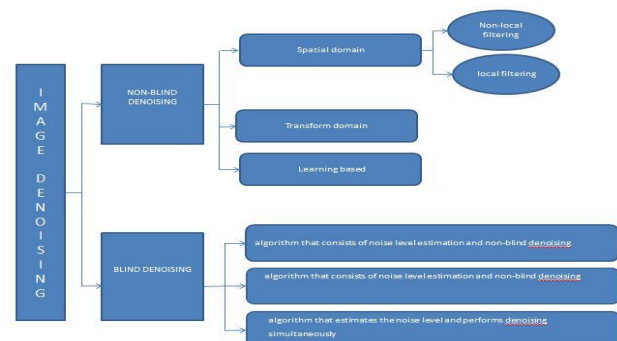 IMAGE DENOISING
NON-BLIND
DENOISING
Spatial domain
Non-local
filtering
local filtering
Transform domain
Learning based
BLIND DENOISING
algorithm that consists of noise level estimation and non-blind denoising
algorithm that consists of noise level estimation and non-blind denoising
algorithm that estimates the noise level and performs denoising
simultaneously